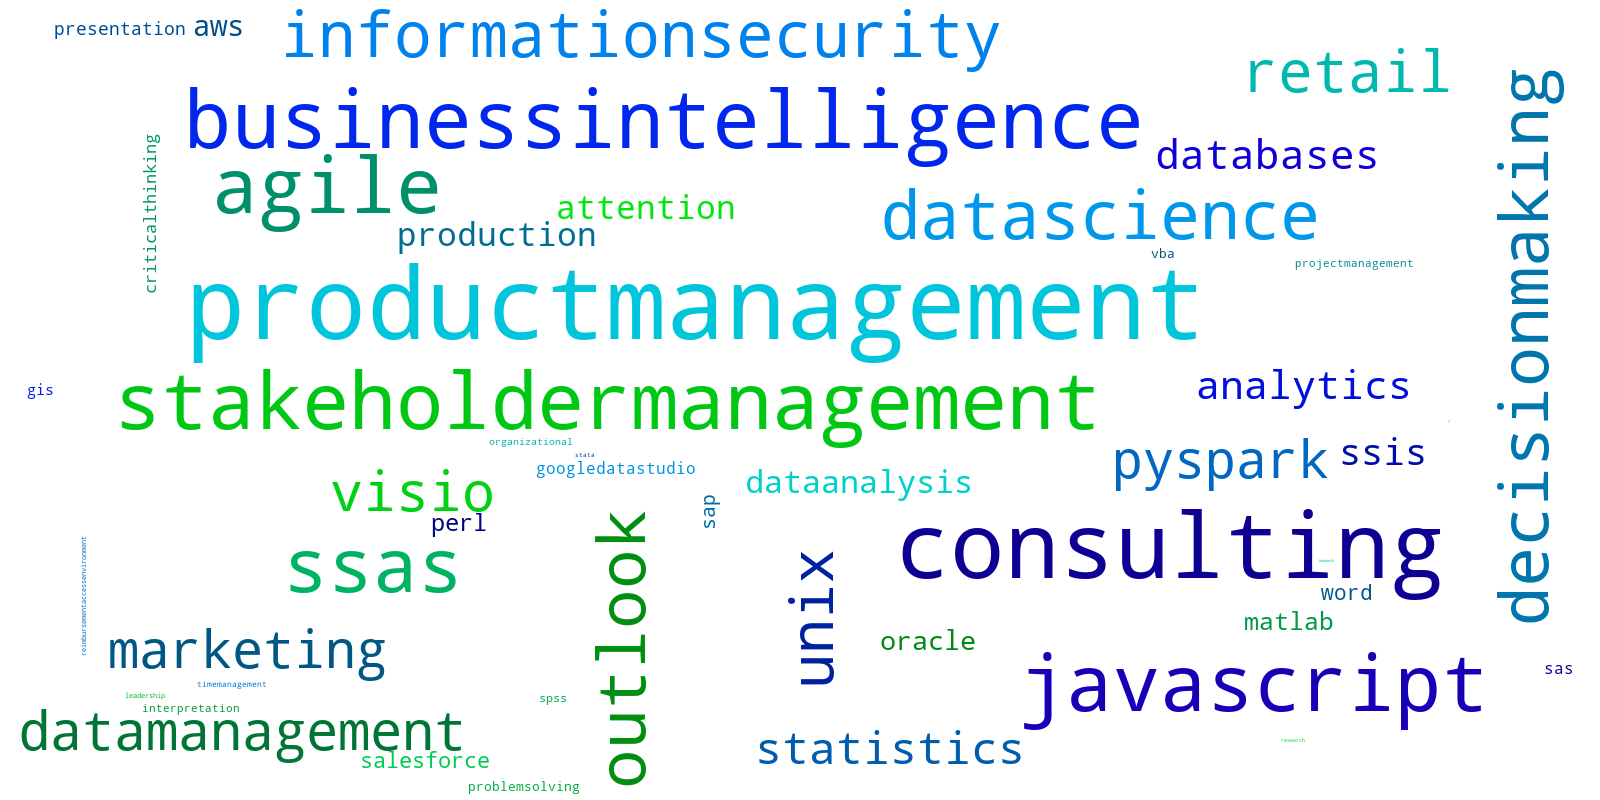 presentation
aws
informationsecurity
retail
businessintelligence
decisionmaking
criticalthinking
databases
agile
attention
datascience
production
vba
projectmanagement
productmanagement
stakeholdermanagement
gis
analytics
organizational
stata
googledatastudio
pyspark
ssis
visio
dataanalysis
sap
perl
outlook
consulting
ssas
unix
word
reimbursementaccessenvironment
matlab
marketing
oracle
javascript
sas
timemanagement
leadership
spss
interpretation
datamanagement
statistics
research
salesforce
problemsolving